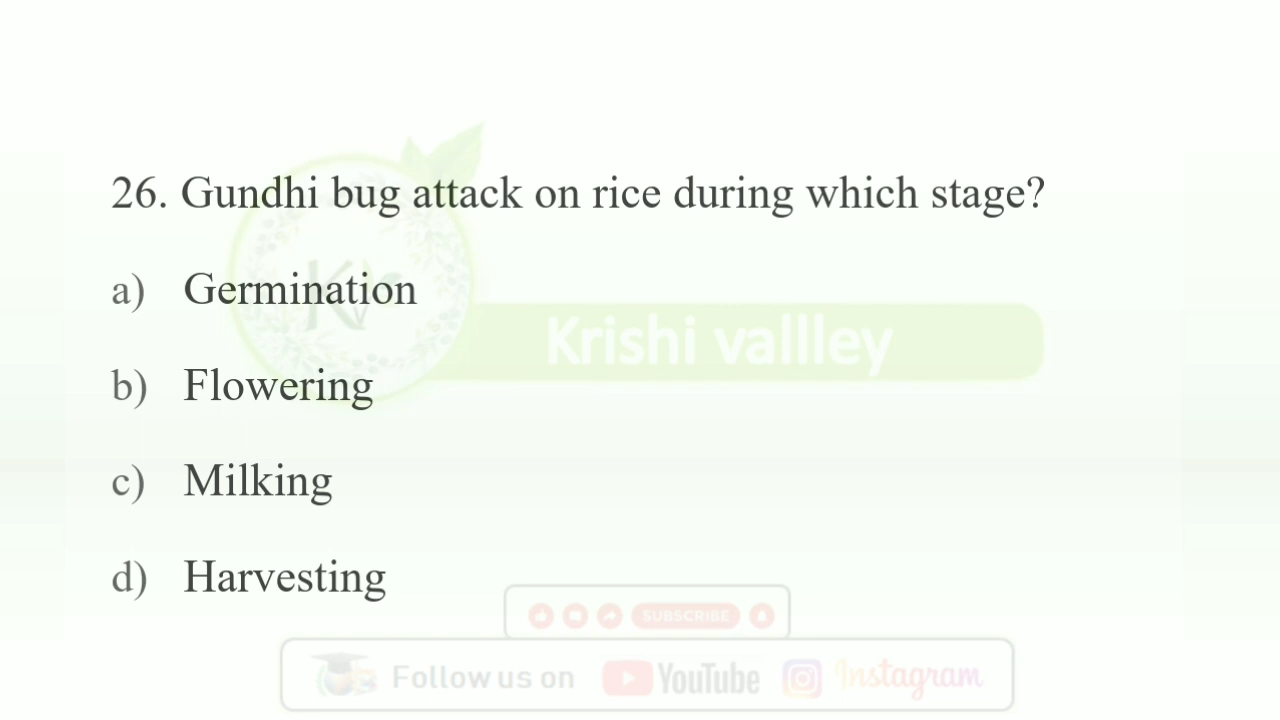 26. Gundhi bug attack on rice during which stage?
a) Germination
Krishi vallley
b) Flowering
c) Milking
d) Harvesting
SUBSCRIBE
Follow us on YouTube Instagram